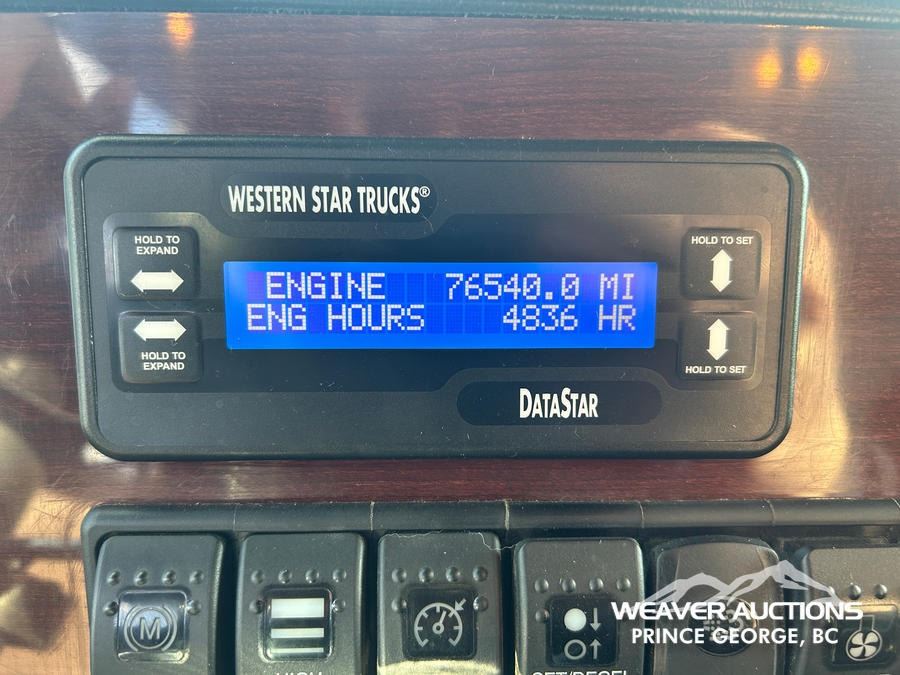 WESTERN STAR TRUCKS®
HOLD TO
EXPAND
HOLD TO SET
ENGINE 76540.0 MI
ENG HOURS 4836 HR
HOLD TO
EXPAND
HOLD TO SET
DATASTAR
M
WEAVER AUCTIONS
PRINCE GEORGE, BC